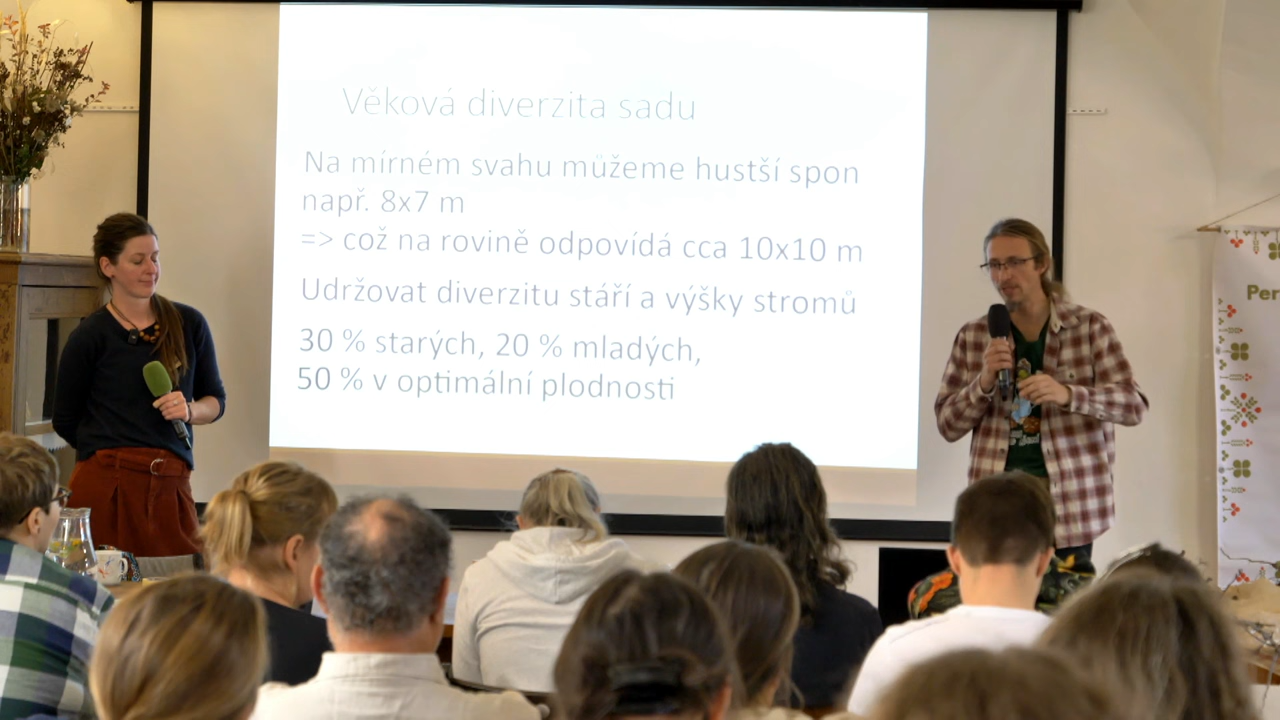 Věková diverzita sadu
Na mírném svahu můžeme hustší spon
např. 8x7 m
=> což na rovině odpovídá cca 10x10 m
Udržovat diverzitu stáří a výšky stromů
30 % starých, 20 % mladých,
50 % v optimální plodnosti
Per